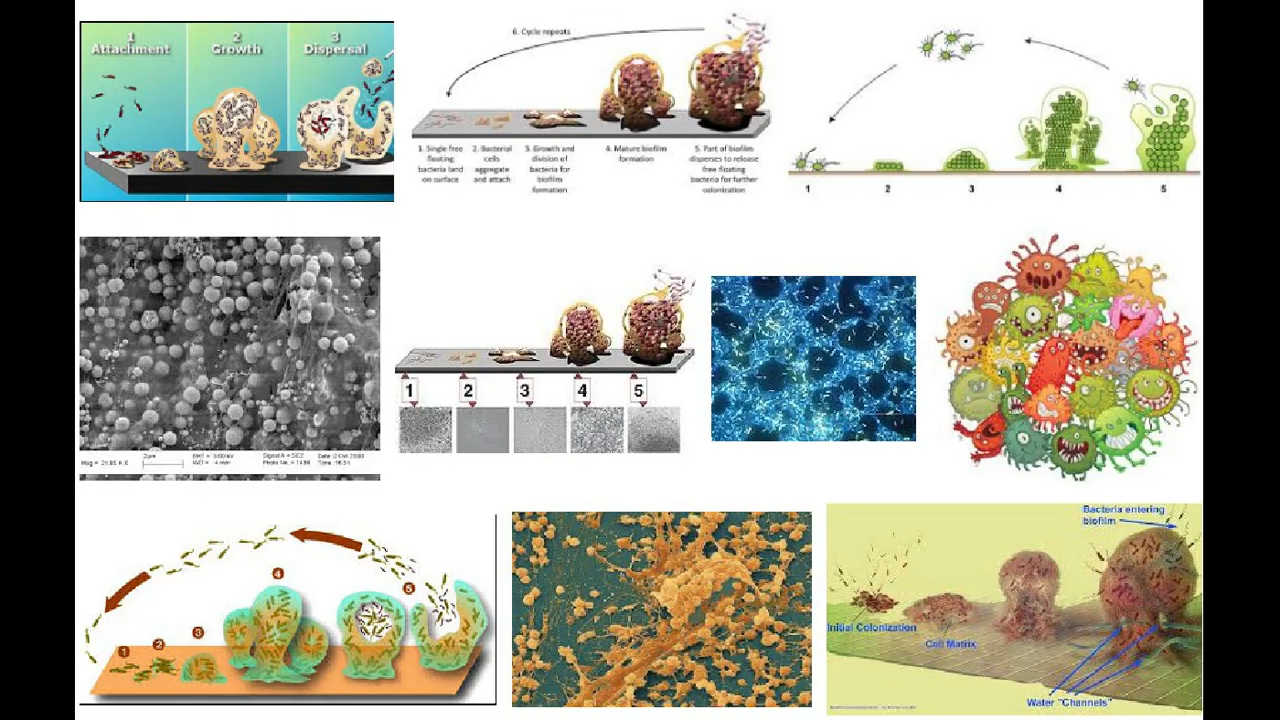 1
Attachment
2
Growth
3
Dispersal
6. Cycle repeats
1. Single free
floating
bacteria land
on surface
2. Bacterial
cells
aggregate
and attach
3. Growth and
division of
bacteria for
biofilm
formation
4. Mature biofilm
formation
5. Part of biofilm
disperses to release
free floating
bacteria for further
colonization
1
2
3
4
5
2um
1
2
3
4
5
1
2
3
4
5
Bacteria entering
biofilm
Initial Colonization
Cell Matrix
Water "Channels"